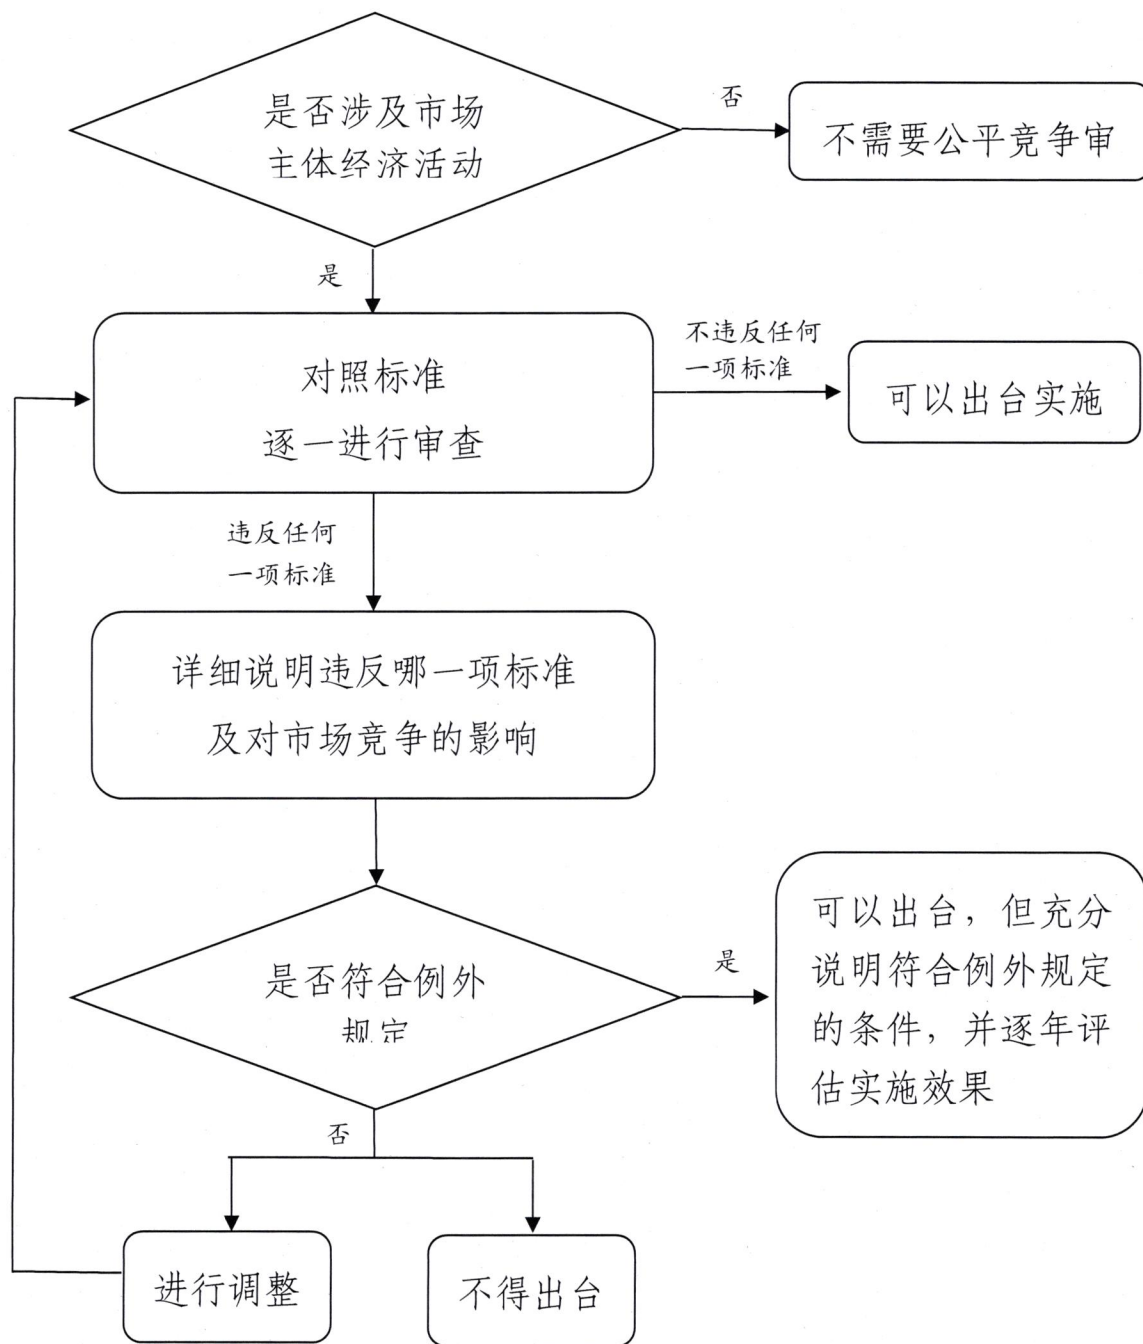 是否涉及市场
主体经济活动
否
不需要公平竞争审
是
对照标准
逐一进行审查
不违反任何
一项标准
可以出台实施
违反任何
一项标准
详细说明违反哪一项标准
及对市场竞争的影响
是否符合例外
规定
是
可以出台，但充分
说明符合例外规定
的条件，并逐年评
估实施效果
否
进行调整
不得出台